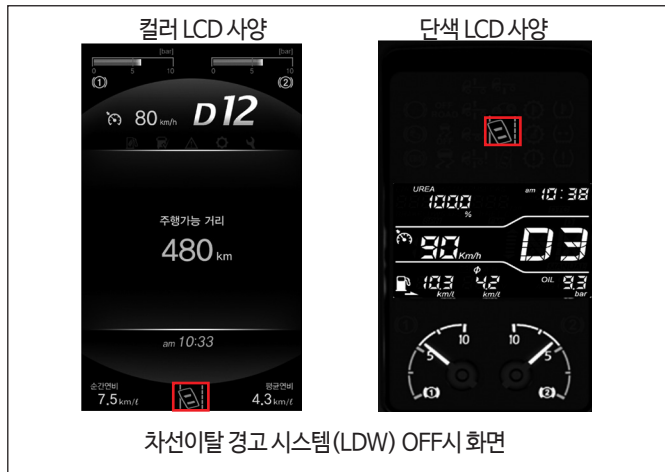 컬러 LCD 사양
단색 LCD 사양
[bar]
[bar]
0 5 10
0 5 10
(1)
(2)
80 km/h D12
주행가능 거리
480 km
am 10:33
순간연비
7.5 km/ℓ
평균연비
4.3 km/ℓ
UREA
100.0
%
am 10:38
90 Km/h
D3
10.3
km/ℓ
Φ
4.2
km/ℓ
OIL 9.3
bar
10
5
(1)
10
5
(2)
차선이탈 경고 시스템(LDW) OFF시 화면